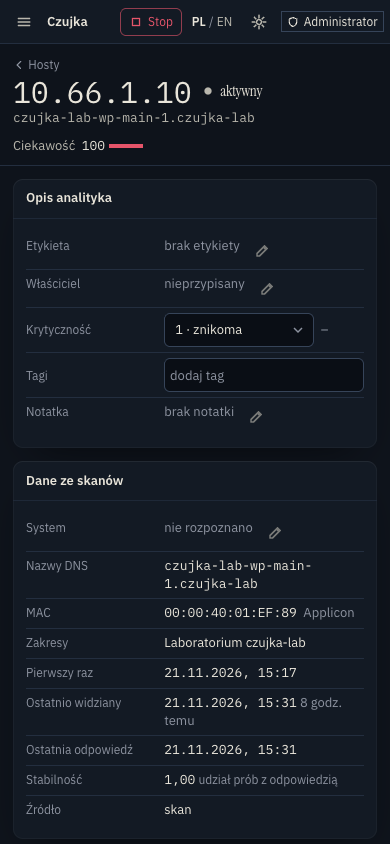 Czujka Stop PL / EN Administrator
Hosty
10.66.1.10 aktywny
czujka-lab-wp-main-1.czujka-lab
Ciekawość 100
Opis analityka
Etykieta brak etykiety
Właściciel nieprzypisany
Krytyczność 1 · znikoma –
Tagi dodaj tag
Notatka brak notatki
Dane ze skanów
System nie rozpoznano
Nazwy DNS czujka-lab-wp-main-
1.czujka-lab
MAC 00:00:40:01:EF:89 Applicon
Zakresy Laboratorium czujka-lab
Pierwszy raz 21.11.2026, 15:17
Ostatnio widziany 21.11.2026, 15:31 8 godz.
temu
Ostatnia odpowiedź 21.11.2026, 15:31
Stabilność 1,00 udział prób z odpowiedzią
Źródło skan